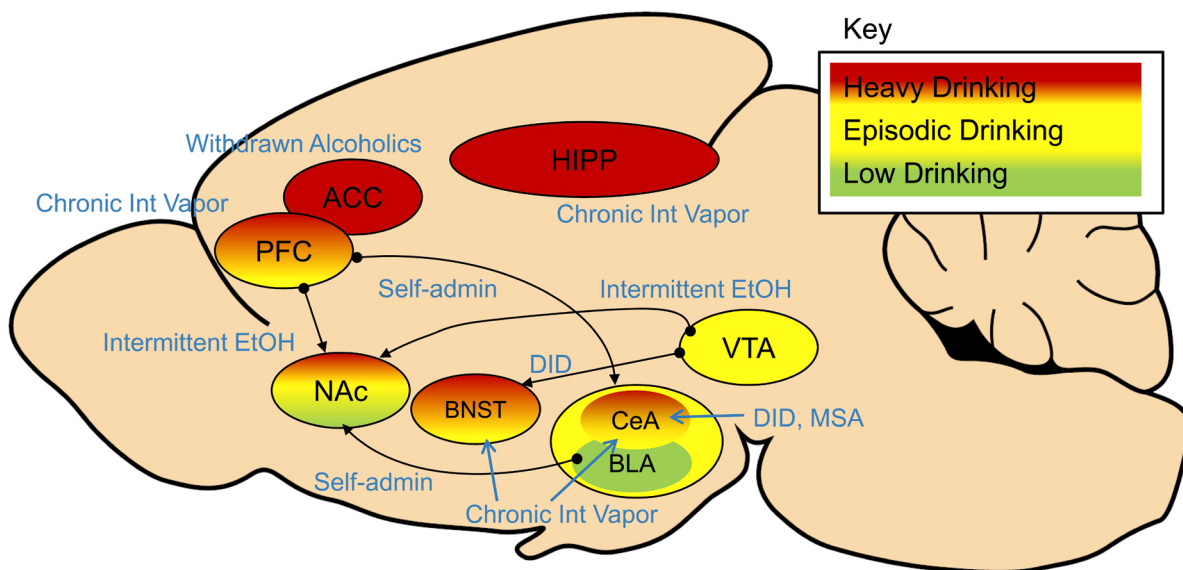 Key
Heavy Drinking
Episodic Drinking
Low Drinking
Withdrawn Alcoholics
HIPP
ACC
Chronic Int Vapor
Chronic Int Vapor
PFC
Self-admin
Intermittent EtOH
Intermittent EtOH
VTA
DID
NAc
BNST
CeA
DID, MSA
BLA
Self-admin
Chronic Int Vapor